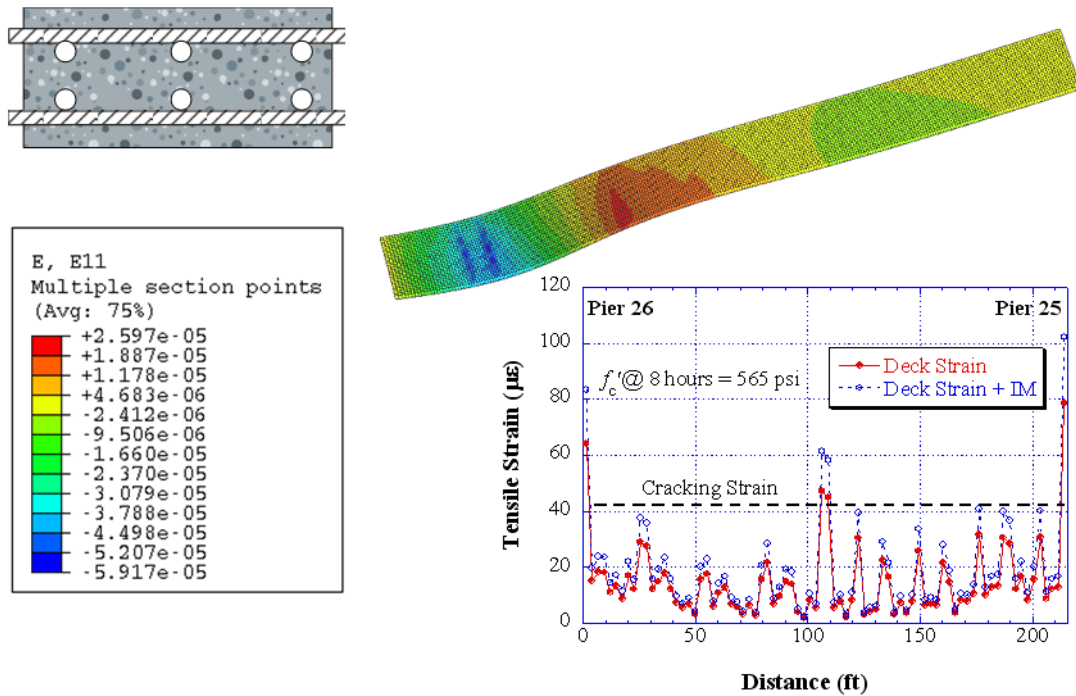 E, E11
Multiple section points
(Avg: 75%)
+2.597e-05
+1.887e-05
+1.178e-05
+4.683e-06
-2.412e-06
-9.506e-06
-1.660e-05
-2.370e-05
-3.079e-05
-3.788e-05
-4.498e-05
-5.207e-05
-5.917e-05
Tensile Strain (με)
120
100
80
60
40
20
0
Pier 26
Pier 25
Deck Strain
Deck Strain + IM
fc'@ 8 hours = 565 psi
Cracking Strain
0 50 100 150 200
Distance (ft)